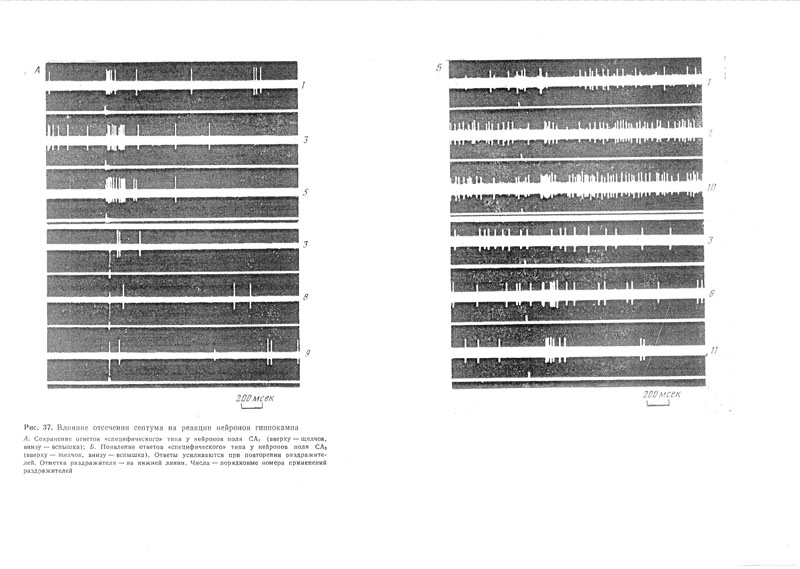 А
1
3
5
3
8
9
200 мсек
Б
1
2
10
3
6
11
200 мсек
Рис. 37. Влияние отсечения септума на реакции нейронов гиппокампа
А. Сохранение ответов «специфического» типа у нейронов поля СА₁ (вверху — щелчок,
внизу — вспышка); Б. Появление ответов «специфического» типа у нейронов поля СА₃
(вверху — щелчок, внизу — вспышка). Ответы усиливаются при повторении раздражите-
лей. Отметка раздражителя — на нижней линии. Числа — порядковые номера применений
раздражителей